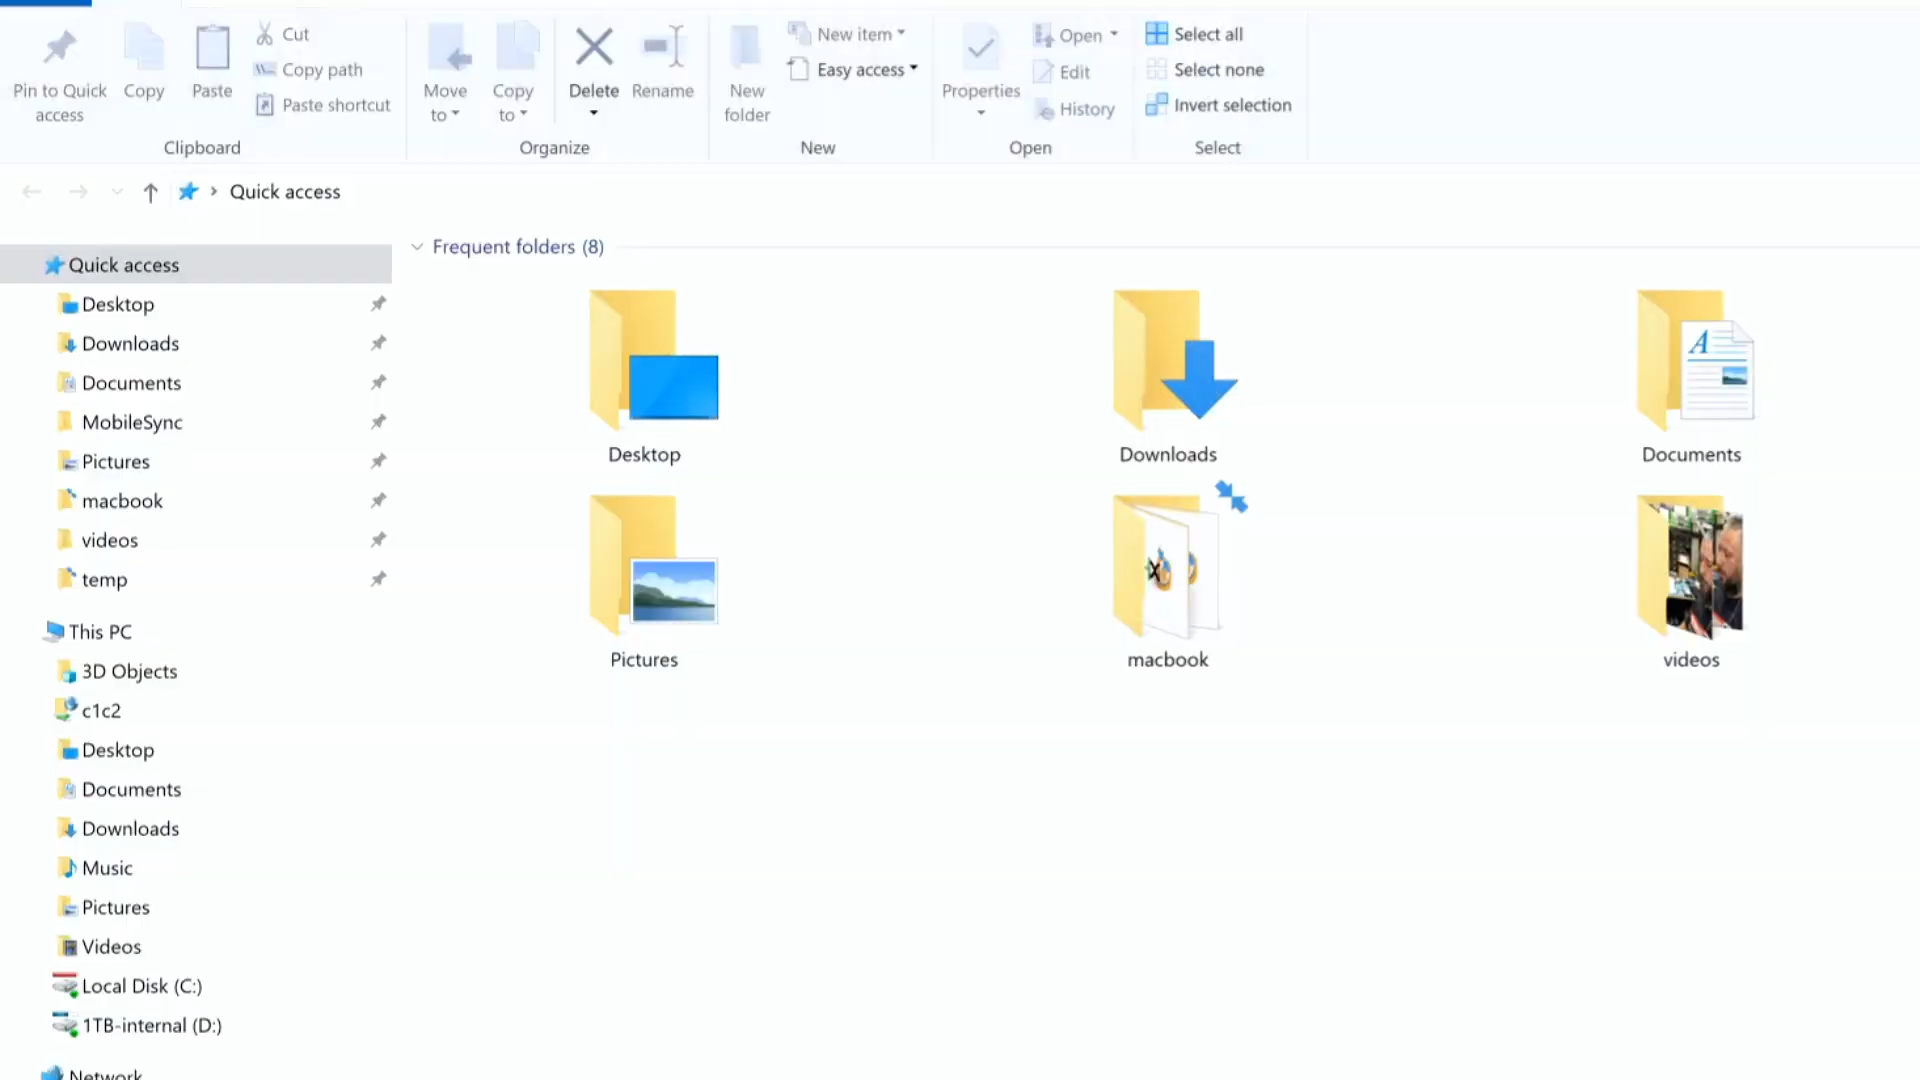 Pin to Quick
access
Copy
Paste
Cut
Copy path
Paste shortcut
Clipboard
Move
to
Copy
to
Delete
Rename
Organize
New
folder
New item
Easy access
New
Properties
Open
Edit
History
Open
Select all
Select none
Invert selection
Select
Quick access
Quick access
Desktop
Downloads
Documents
MobileSync
Pictures
macbook
videos
temp
This PC
3D Objects
c1c2
Desktop
Documents
Downloads
Music
Pictures
Videos
Local Disk (C:)
1TB-internal (D:)
Network
Frequent folders (8)
Desktop
Downloads
A
Documents
Pictures
macbook
videos